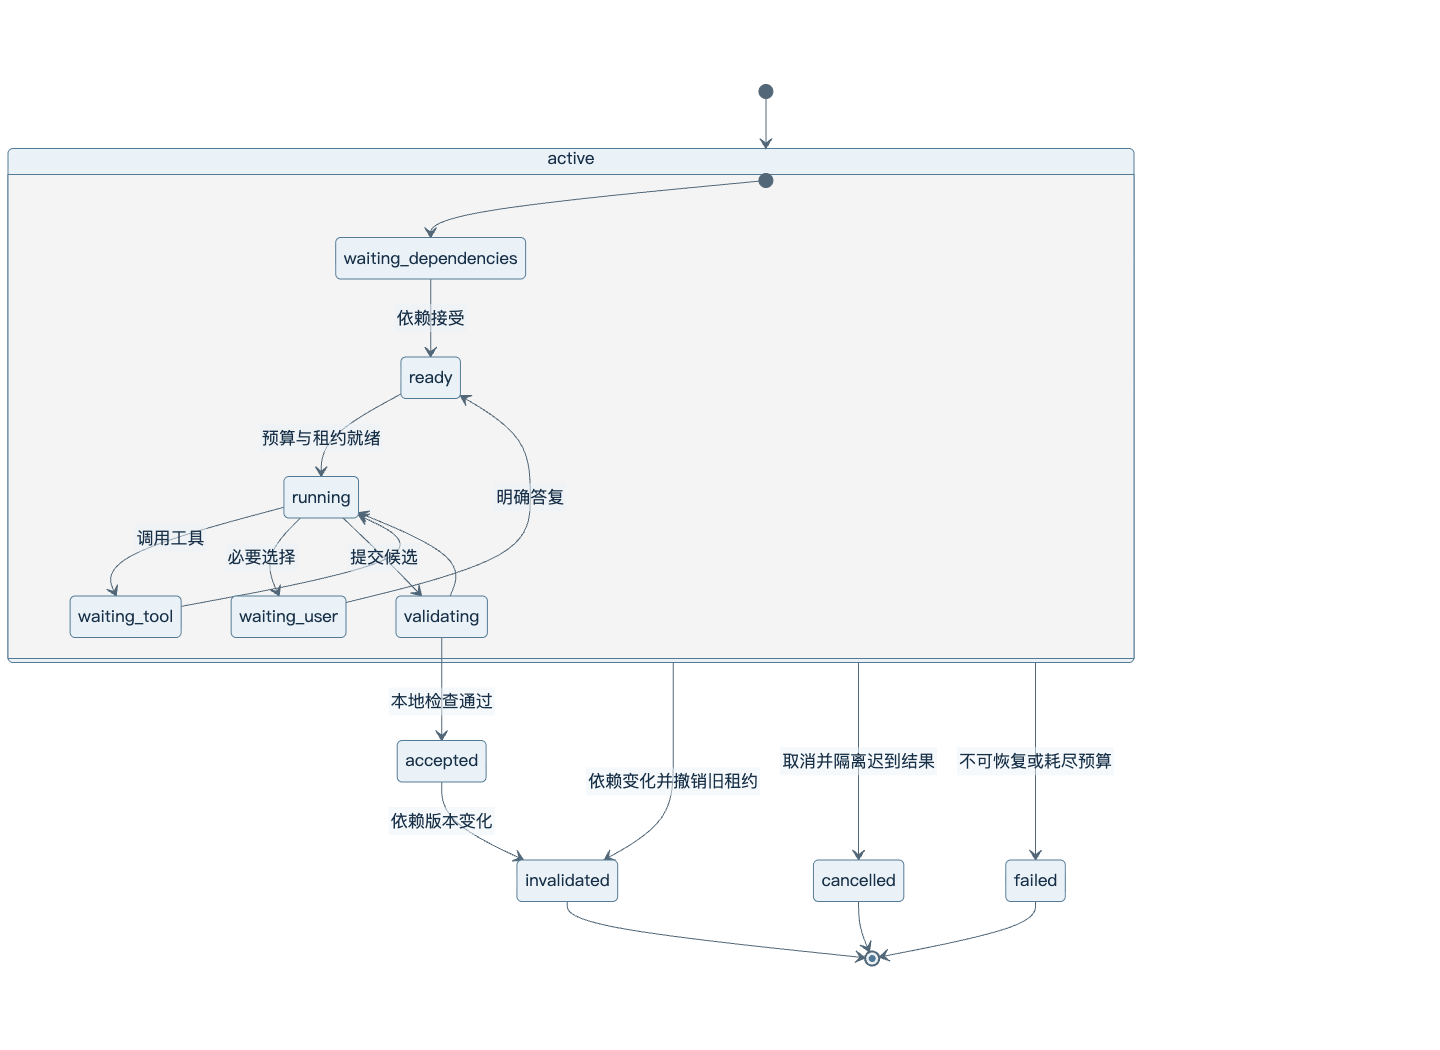 active
waiting_dependencies
依赖接受
ready
预算与租约就绪
running
明确答复
调用工具
必要选择
提交候选
waiting_tool
waiting_user
validating
本地检查通过
accepted
取消并隔离迟到结果
不可恢复或耗尽预算
依赖变化并撤销旧租约
依赖版本变化
invalidated
cancelled
failed